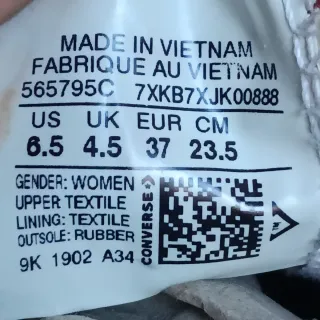 MADE IN VIETNAM
FABRIQUE AU VIETNAM
565795C 7XKB7XJK00888
US UK EUR CM
6.5 4.5 37 23.5
GENDER: WOMEN
UPPER TEXTILE
LINING: TEXTILE
OUTSOLE: RUBBER
9K 1902 A34
CONVERSE